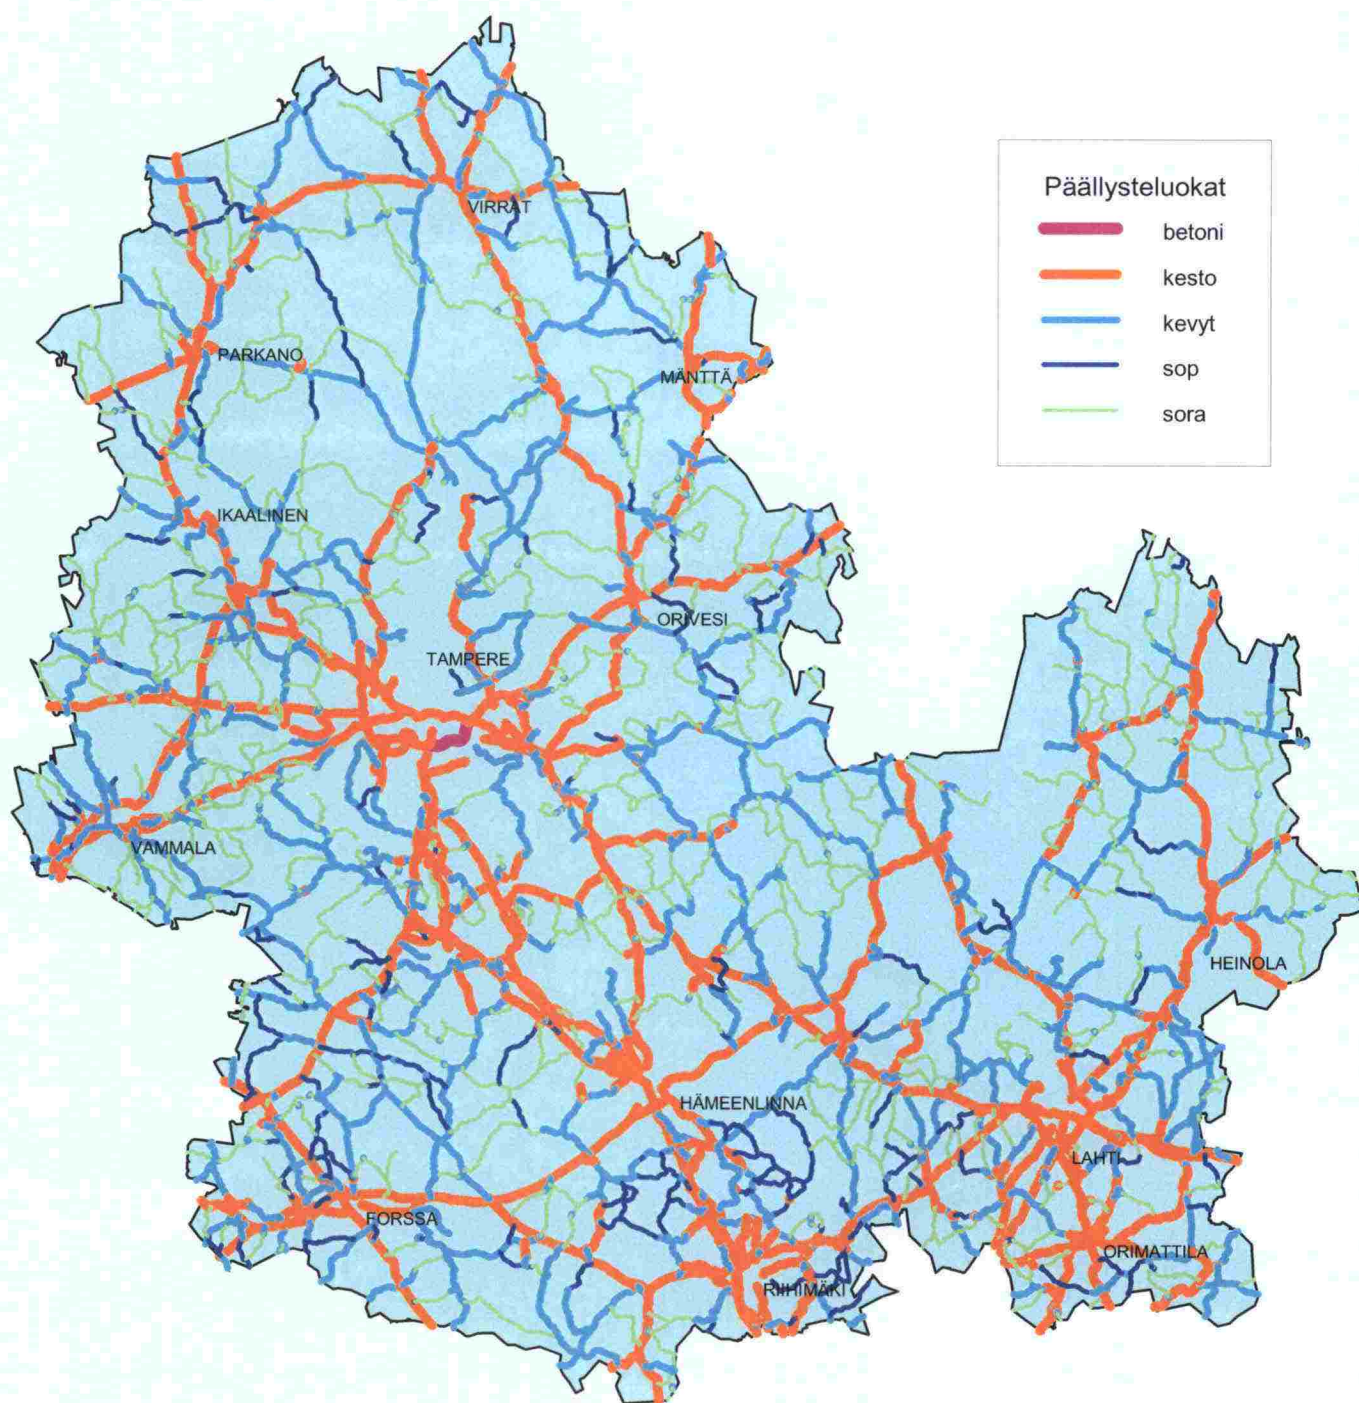 Päällysteluokat
betoni
kesto
kevyt
sop
sora
VIRRAT
PARKANO
MÄNTTÄ
IKAALINEN
ORIVESI
TAMPERE
VAMMALA
HEINOLA
HÄMEENLINNA
LAHTI
FORSSA
ORIMATTILA
RIIHIMÄKI